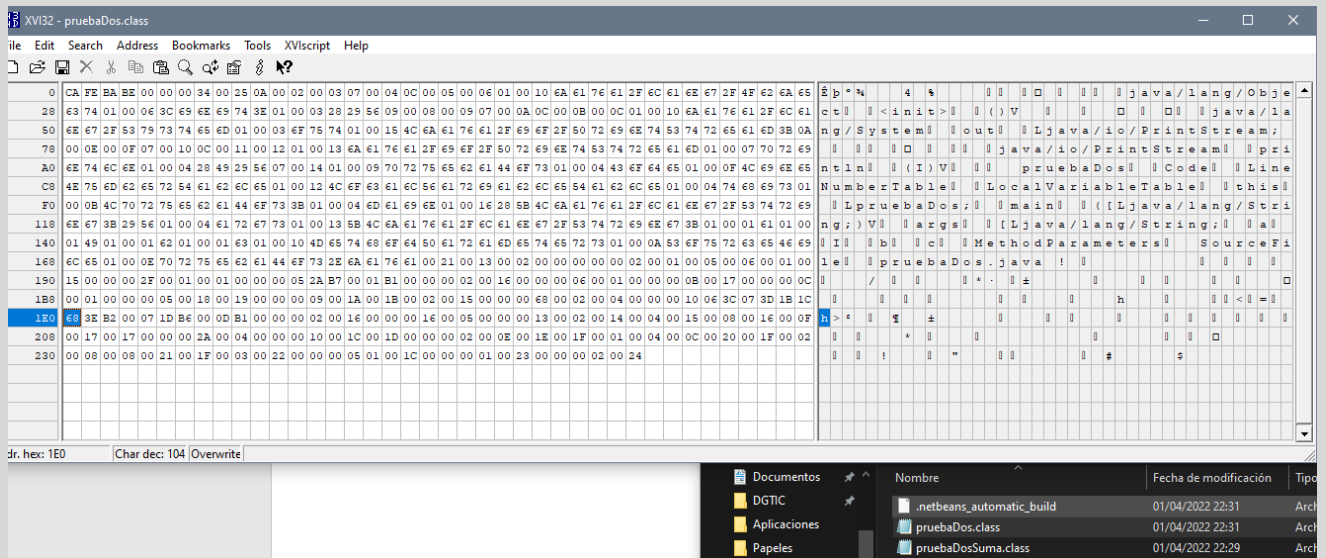 XVI32 - pruebaDos.class
ile Edit Search Address Bookmarks Tools XVIscript Help
0 CA FE BA BE 00 00 00 34 00 25 0A 00 02 00 03 07 00 04 0C 00 05 00 06 01 00 10 6A 61 76 61 2F 6C 61 6E 67 2F 4F 62 6A 65 Êþº¾ 4 % java/lang/Obje
28 63 74 01 00 06 3C 69 6E 69 74 3E 01 00 03 28 29 56 09 00 08 00 09 07 00 0A 0C 00 0B 00 0C 01 00 10 6A 61 76 61 2F 6C 61 ct <init> ()V java/la
50 6E 67 2F 53 79 73 74 65 6D 01 00 03 6F 75 74 01 00 15 4C 6A 61 76 61 2F 69 6F 2F 50 72 69 6E 74 53 74 72 65 61 6D 3B 0A ng/System out Ljava/io/PrintStream;
78 00 0E 00 0F 07 00 10 0C 00 11 00 12 01 00 13 6A 61 76 61 2F 69 6F 2F 50 72 69 6E 74 53 74 72 65 61 6D 01 00 07 70 72 69 java/io/PrintStream pri
A0 6E 74 6C 6E 01 00 04 28 49 29 56 07 00 14 01 00 09 70 72 75 65 62 61 44 6F 73 01 00 04 43 6F 64 65 01 00 0F 4C 69 6E 65 ntln (I)V pruebaDos Code Line
C8 4E 75 6D 62 65 72 54 61 62 6C 65 01 00 12 4C 6F 63 61 6C 56 61 72 69 61 62 6C 65 54 61 62 6C 65 01 00 04 74 68 69 73 01 NumberTable LocalVariableTable this
F0 00 0B 4C 70 72 75 65 62 61 44 6F 73 3B 01 00 04 6D 61 69 6E 01 00 16 28 5B 4C 6A 61 76 61 2F 6C 61 6E 67 2F 53 74 72 69 LpruebaDos; main ([Ljava/lang/Stri
118 6E 67 3B 29 56 01 00 04 61 72 67 73 01 00 13 5B 4C 6A 61 76 61 2F 6C 61 6E 67 2F 53 74 72 69 6E 67 3B 01 00 01 61 01 00 ng;)V args [Ljava/lang/String; a
140 01 49 01 00 01 62 01 00 01 63 01 00 10 4D 65 74 68 6F 64 50 61 72 61 6D 65 74 65 72 73 01 00 0A 53 6F 75 72 63 65 46 69 I b c MethodParameters SourceFi
168 6C 65 01 00 0E 70 72 75 65 62 61 44 6F 73 2E 6A 61 76 61 00 21 00 13 00 02 00 00 00 00 00 02 00 01 00 05 00 06 00 01 00 le pruebaDos.java !
190 15 00 00 00 2F 00 01 00 01 00 00 00 05 2A B7 00 01 B1 00 00 00 02 00 16 00 00 00 06 00 01 00 00 00 0B 00 17 00 00 00 0C / * · ±
1B8 00 01 00 00 00 05 00 18 00 19 00 00 00 09 00 1A 00 1B 00 02 00 15 00 00 00 68 00 02 00 04 00 00 00 10 06 3C 07 3D 1B 1C h < =
1E0 68 3E B2 00 07 1D B6 00 0D B1 00 00 00 02 00 16 00 00 00 16 00 05 00 00 00 13 00 02 00 14 00 04 00 15 00 08 00 16 00 0F h > ² ¶ ±
208 00 17 00 17 00 00 00 2A 00 04 00 00 00 10 00 1C 00 1D 00 00 00 02 00 0E 00 1E 00 1F 00 01 00 04 00 0C 00 20 00 1F 00 02 *
230 00 08 00 08 00 21 00 1F 00 03 00 22 00 00 00 05 01 00 1C 00 00 00 01 00 23 00 00 00 02 00 24 ! " # $
dr. hex: 1E0 Char dec: 104 Overwrite
Documentos Nombre Fecha de modificación Tipo
DGTIC .netbeans_automatic_build 01/04/2022 22:31 Arch
Aplicaciones pruebaDos.class 01/04/2022 22:31 Arch
Papeles pruebaDosSuma.class 01/04/2022 22:29 Arch